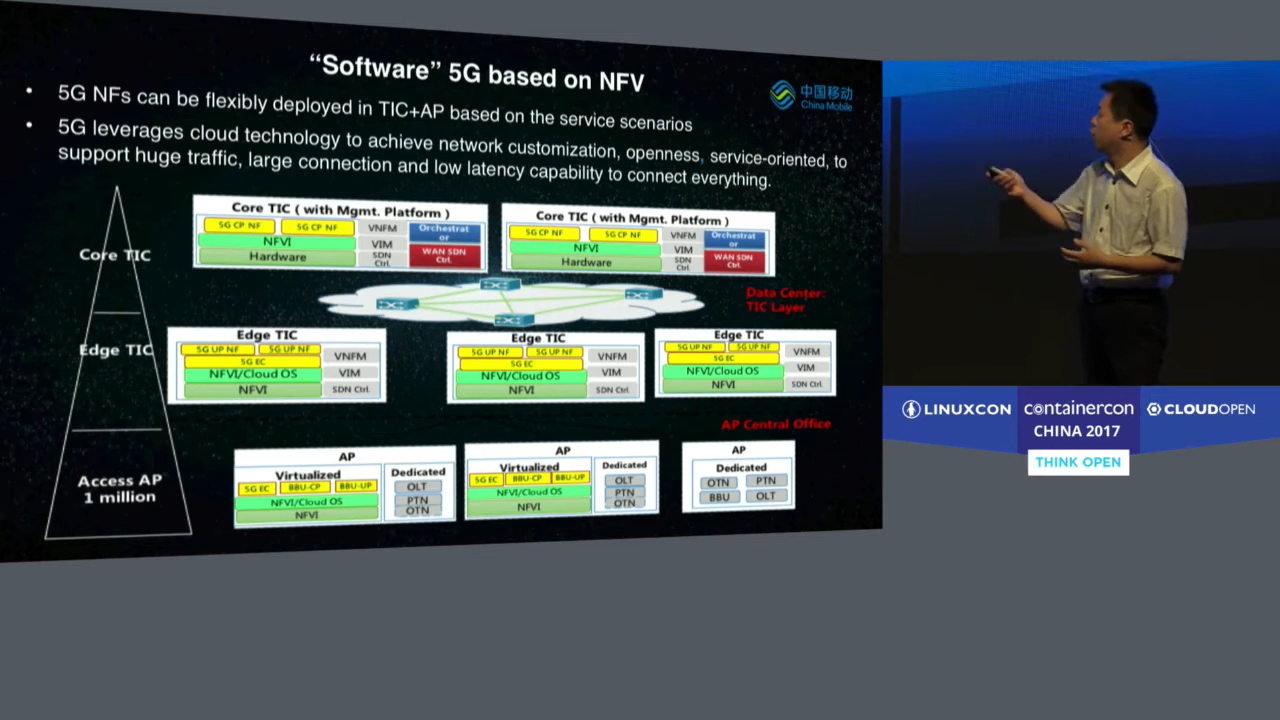 “Software” 5G based on NFV
中国移动
China Mobile
• 5G NFs can be flexibly deployed in TIC+AP based on the service scenarios
• 5G leverages cloud technology to achieve network customization, openness, service-oriented, to
support huge traffic, large connection and low latency capability to connect everything.
Core TIC
Edge TIC
Access AP
1 million
Core TIC ( with Mgmt. Platform )
5G CP NF
5G CP NF
NFVI
Hardware
VNFM
VIM
SDN
Ctrl.
Orchestrat
or
WAN SDN
Ctrl.
Core TIC ( with Mgmt. Platform )
5G CP NF
5G CP NF
NFVI
Hardware
VNFM
VIM
SDN
Ctrl.
Orchestrat
or
WAN SDN
Ctrl.
Data Center:
TIC Layer
Edge TIC
5G UP NF
5G UP NF
5G EC
NFVI/Cloud OS
NFVI
VNFM
VIM
SDN Ctrl.
Edge TIC
5G UP NF
5G UP NF
5G EC
NFVI/Cloud OS
NFVI
VNFM
VIM
SDN Ctrl.
Edge TIC
5G UP NF
5G UP NF
5G EC
NFVI/Cloud OS
NFVI
VNFM
VIM
SDN Ctrl.
AP Central Office
AP
Virtualized
5G EC
BBU-CP
BBU-UP
NFVI/Cloud OS
NFVI
Dedicated
OLT
PTN
OTN
AP
Virtualized
5G EC
BBU-CP
BBU-UP
NFVI/Cloud OS
NFVI
Dedicated
OLT
PTN
OTN
AP
Dedicated
OTN
PTN
BBU
OLT
LINUXCON
containercon
CLOUDOPEN
CHINA 2017
THINK OPEN